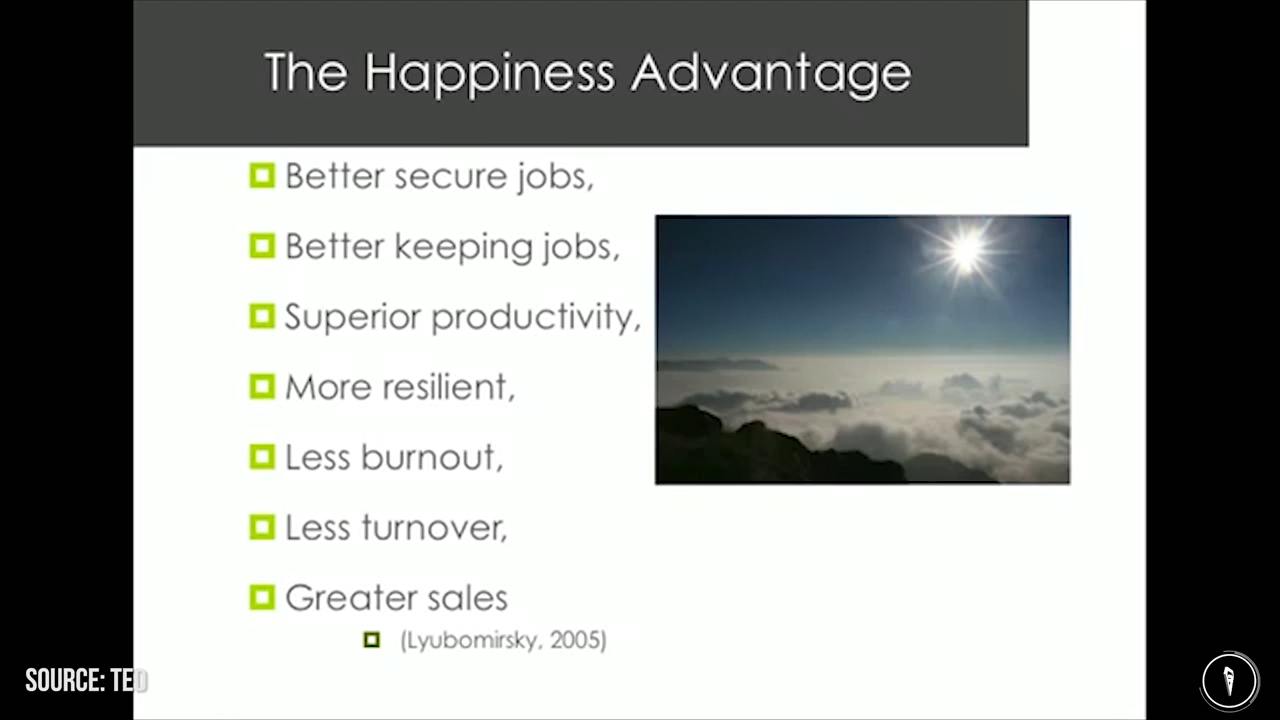 The Happiness Advantage
Better secure jobs,
Better keeping jobs,
Superior productivity,
More resilient,
Less burnout,
Less turnover,
Greater sales
(Lyubomirsky, 2005)
SOURCE: TED